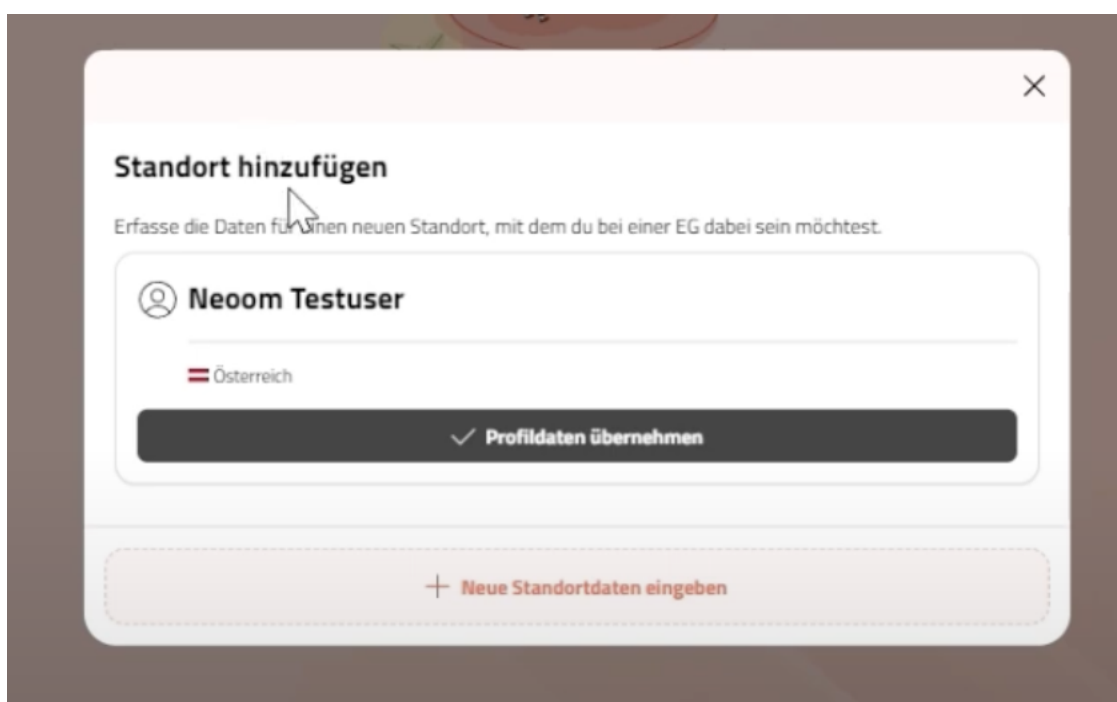 Standort hinzufügen
Erfasse die Daten für einen neuen Standort, mit dem du bei einer EG dabei sein möchtest.
Neoom Testuser
Österreich
Profildaten übernehmen
Neue Standortdaten eingeben